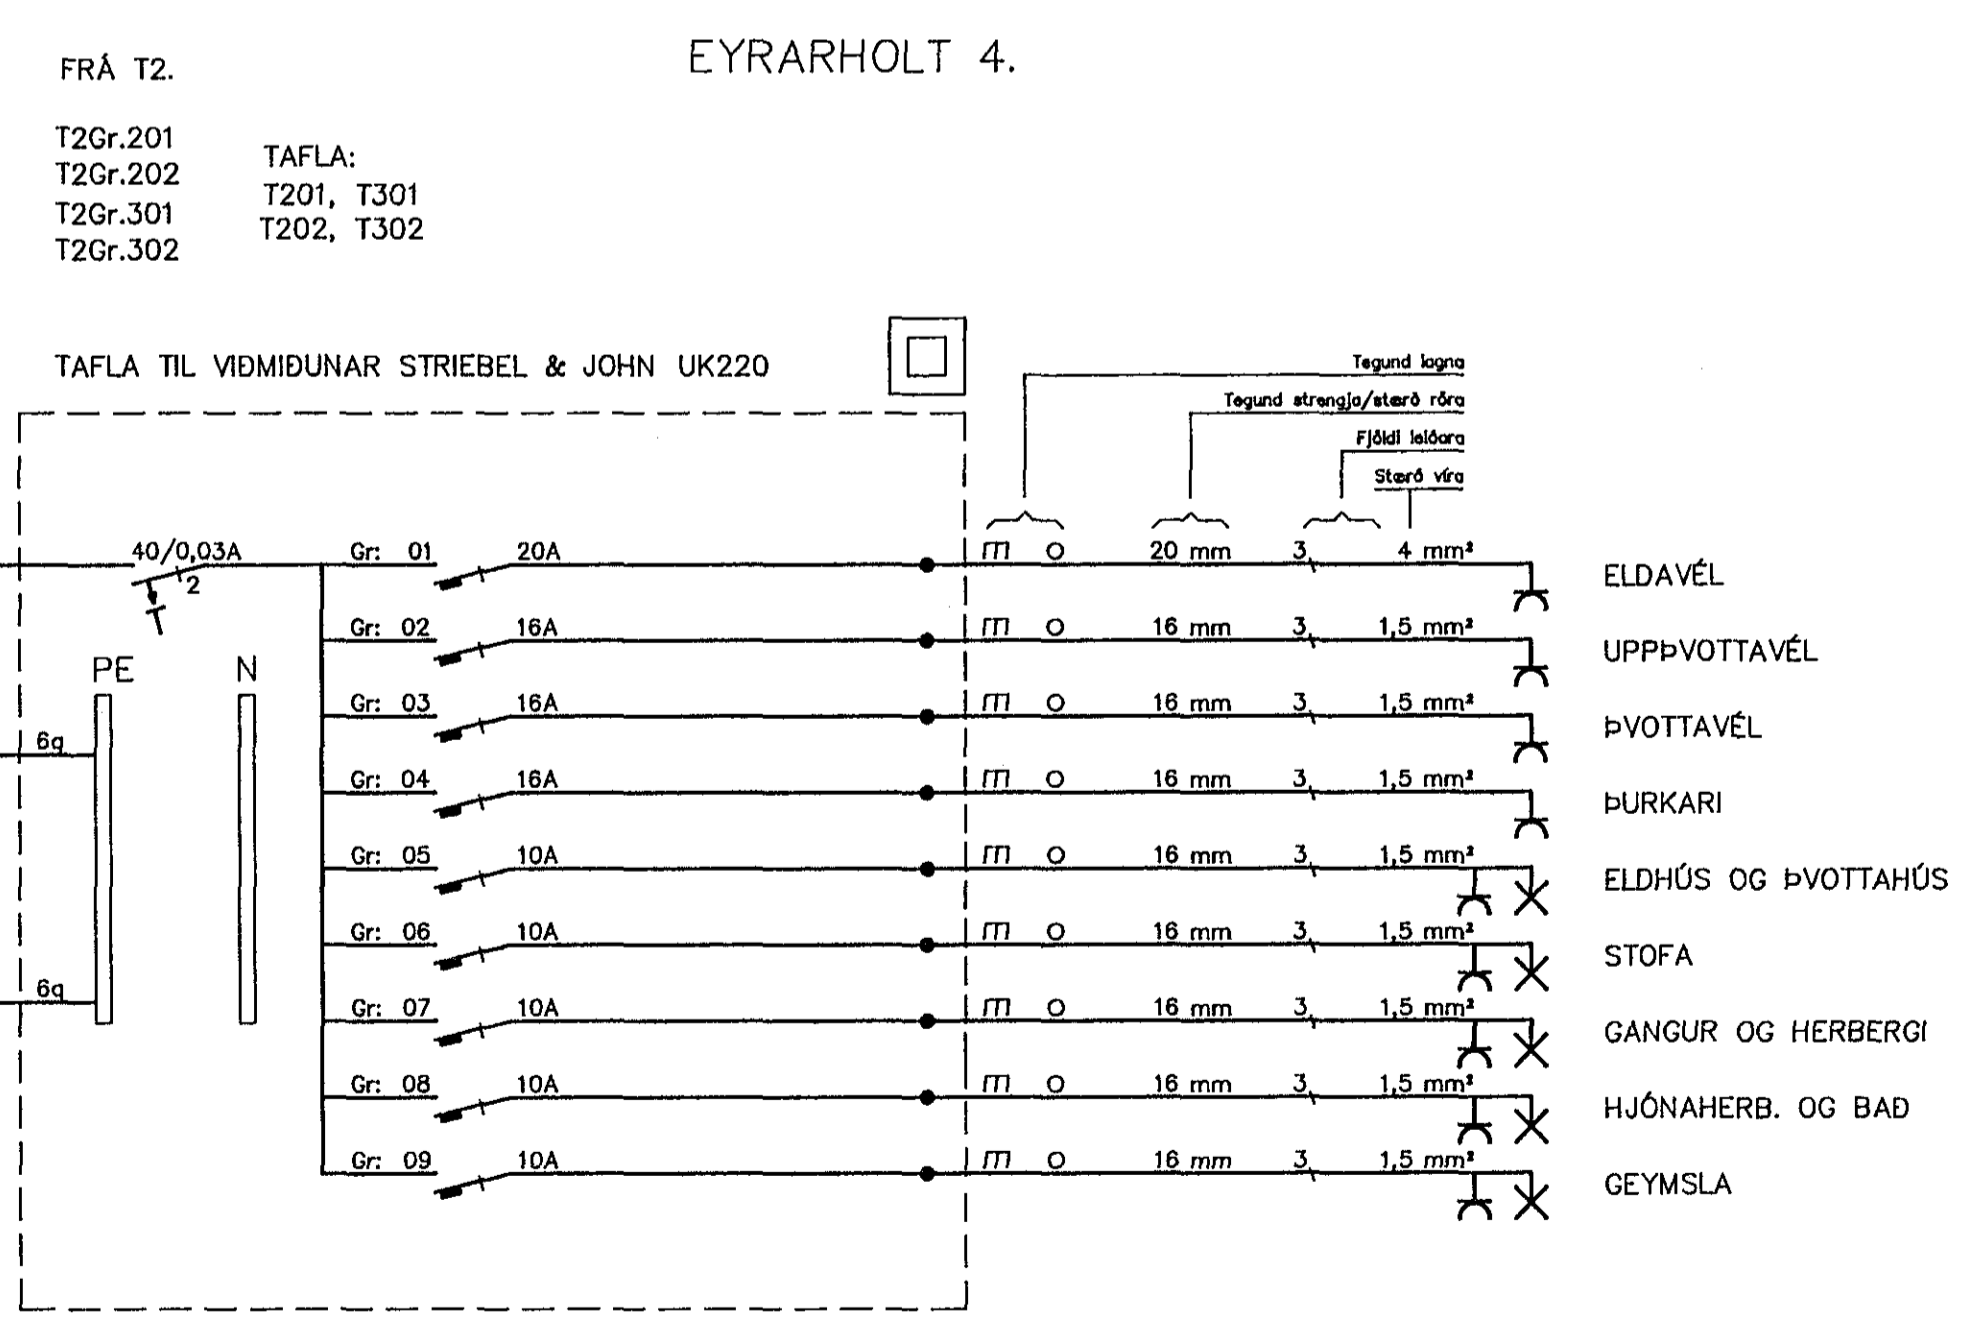 EYRARHOLT 4.
FRÁ T2.
T2Gr.201
T2Gr.202
T2Gr.301
T2Gr.302
TAFLA:
T201, T301
T202, T302
TAFLA TIL VIÐMIÐUNAR STRIEBEL & JOHN UK220
Tegund lagna
Tegund strengja/stærð röra
Fjöldi leiðara
Stærð víra
40/0,03A
2
PE N
6q
6q
Gr: 01 20A m O 20 mm 3 4 mm² ELDAVÉL
Gr: 02 16A m O 16 mm 3 1,5 mm² UPPÞVOTTAVÉL
Gr: 03 16A m O 16 mm 3 1,5 mm² ÞVOTTAVÉL
Gr: 04 16A m O 16 mm 3 1,5 mm² ÞURKARI
Gr: 05 10A m O 16 mm 3 1,5 mm² ELDHÚS OG ÞVOTTAHÚS
Gr: 06 10A m O 16 mm 3 1,5 mm² STOFA
Gr: 07 10A m O 16 mm 3 1,5 mm² GANGUR OG HERBERGI
Gr: 08 10A m O 16 mm 3 1,5 mm² HJÓNAHERB. OG BAÐ
Gr: 09 10A m O 16 mm 3 1,5 mm² GEYMSLA